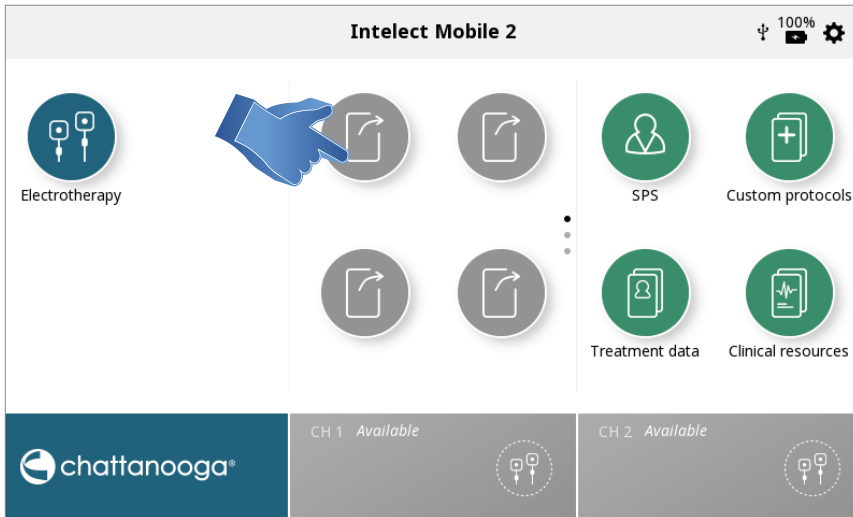 Intelect Mobile 2
100%
Electrotherapy
SPS
Custom protocols
Treatment data
Clinical resources
chattanooga®
CH 1 Available
CH 2 Available